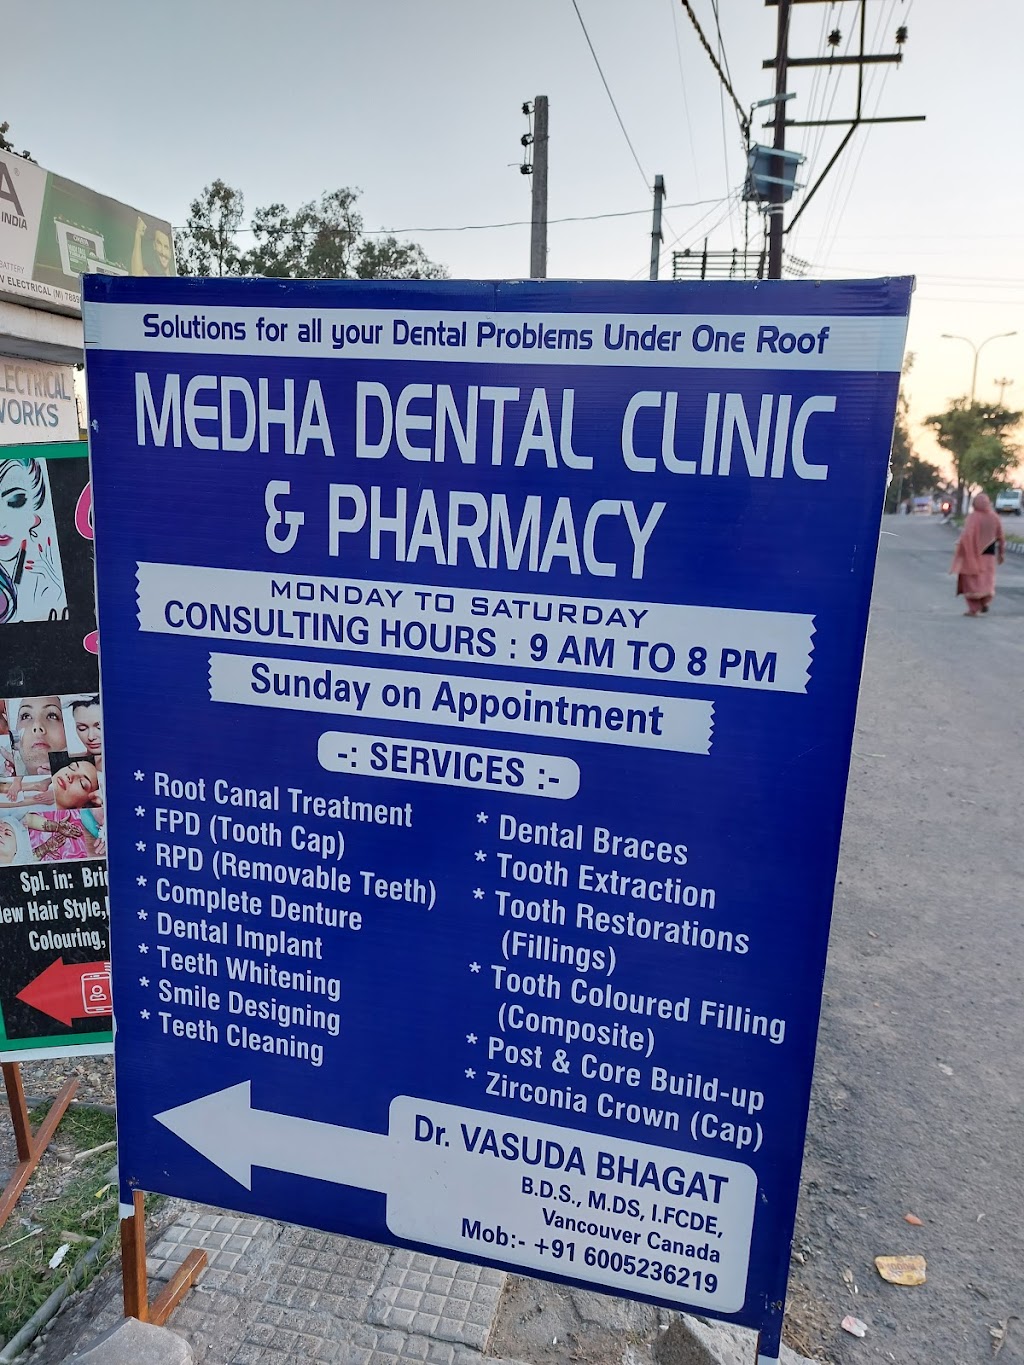 Solutions for all your Dental Problems Under One Roof
MEDHA DENTAL CLINIC
& PHARMACY
MONDAY TO SATURDAY
CONSULTING HOURS : 9 AM TO 8 PM
Sunday on Appointment
-: SERVICES :-
* Root Canal Treatment
* FPD (Tooth Cap)
* RPD (Removable Teeth)
* Complete Denture
* Dental Implant
* Teeth Whitening
* Smile Designing
* Teeth Cleaning
* Dental Braces
* Tooth Extraction
* Tooth Restorations
(Fillings)
* Tooth Coloured Filling
(Composite)
* Post & Core Build-up
* Zirconia Crown (Cap)
Dr. VASUDA BHAGAT
B.D.S., M.DS, I.FCDE,
Vancouver Canada
Mob:- +91 6005236219
INDIA
BATTERY
ELECTRICAL (M)
WORKS
Spl. in:
Hair Style,
Colouring,